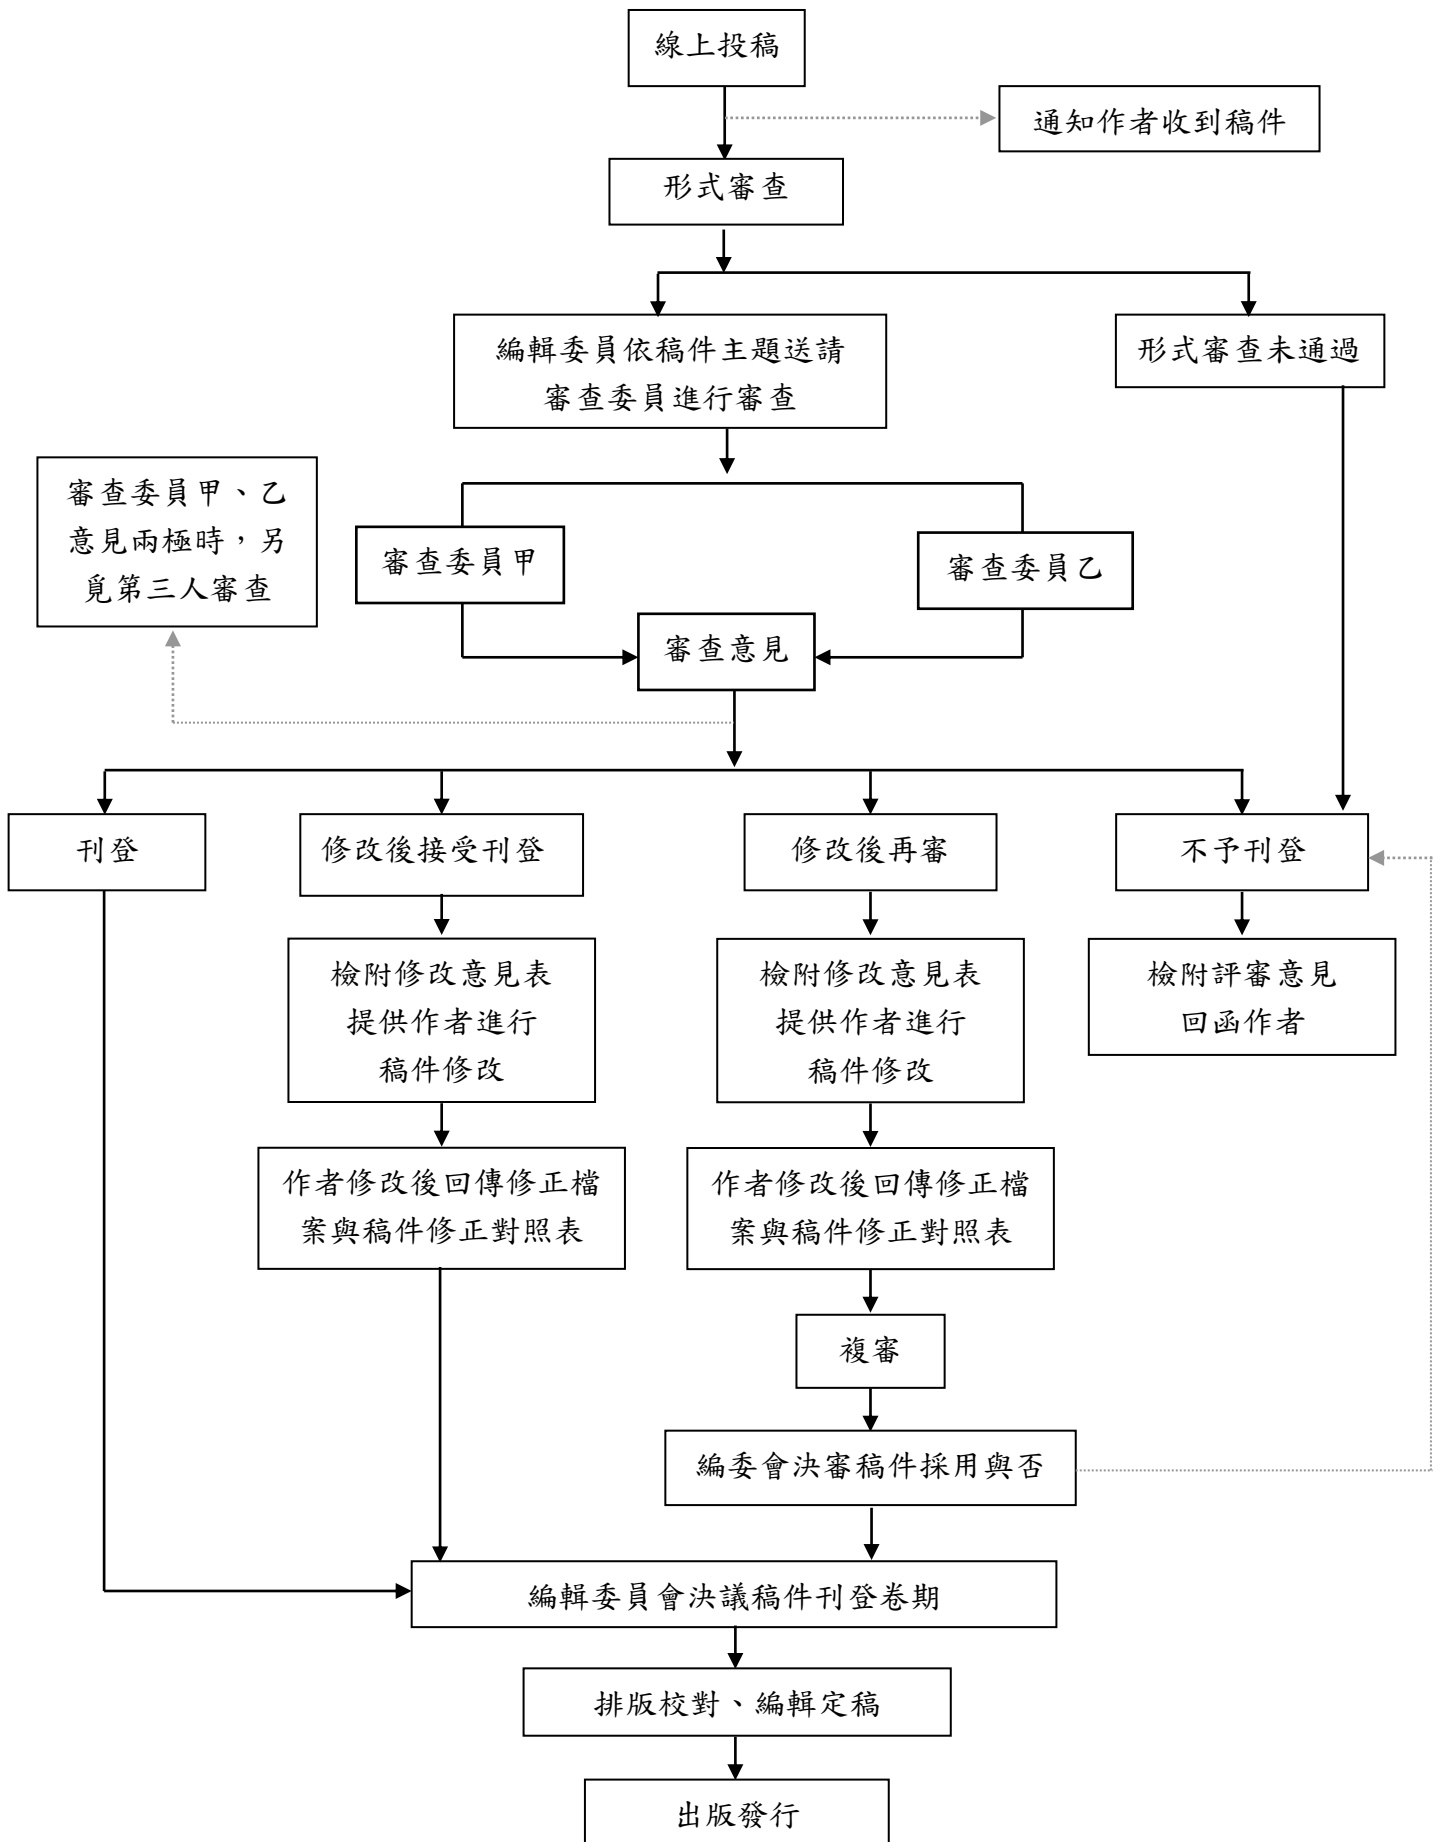 線上投稿
通知作者收到稿件
形式審查
編輯委員依稿件主題送請
審查委員進行審查
形式審查未通過
審查委員甲、乙
意見兩極時，另
覓第三人審查
審查委員甲
審查委員乙
審查意見
刊登
修改後接受刊登
修改後再審
不予刊登
檢附修改意見表
提供作者進行
稿件修改
檢附修改意見表
提供作者進行
稿件修改
檢附評審意見
回函作者
作者修改後回傳修正檔
案與稿件修正對照表
作者修改後回傳修正檔
案與稿件修正對照表
複審
編委會決審稿件採用與否
編輯委員會決議稿件刊登卷期
排版校對、編輯定稿
出版發行